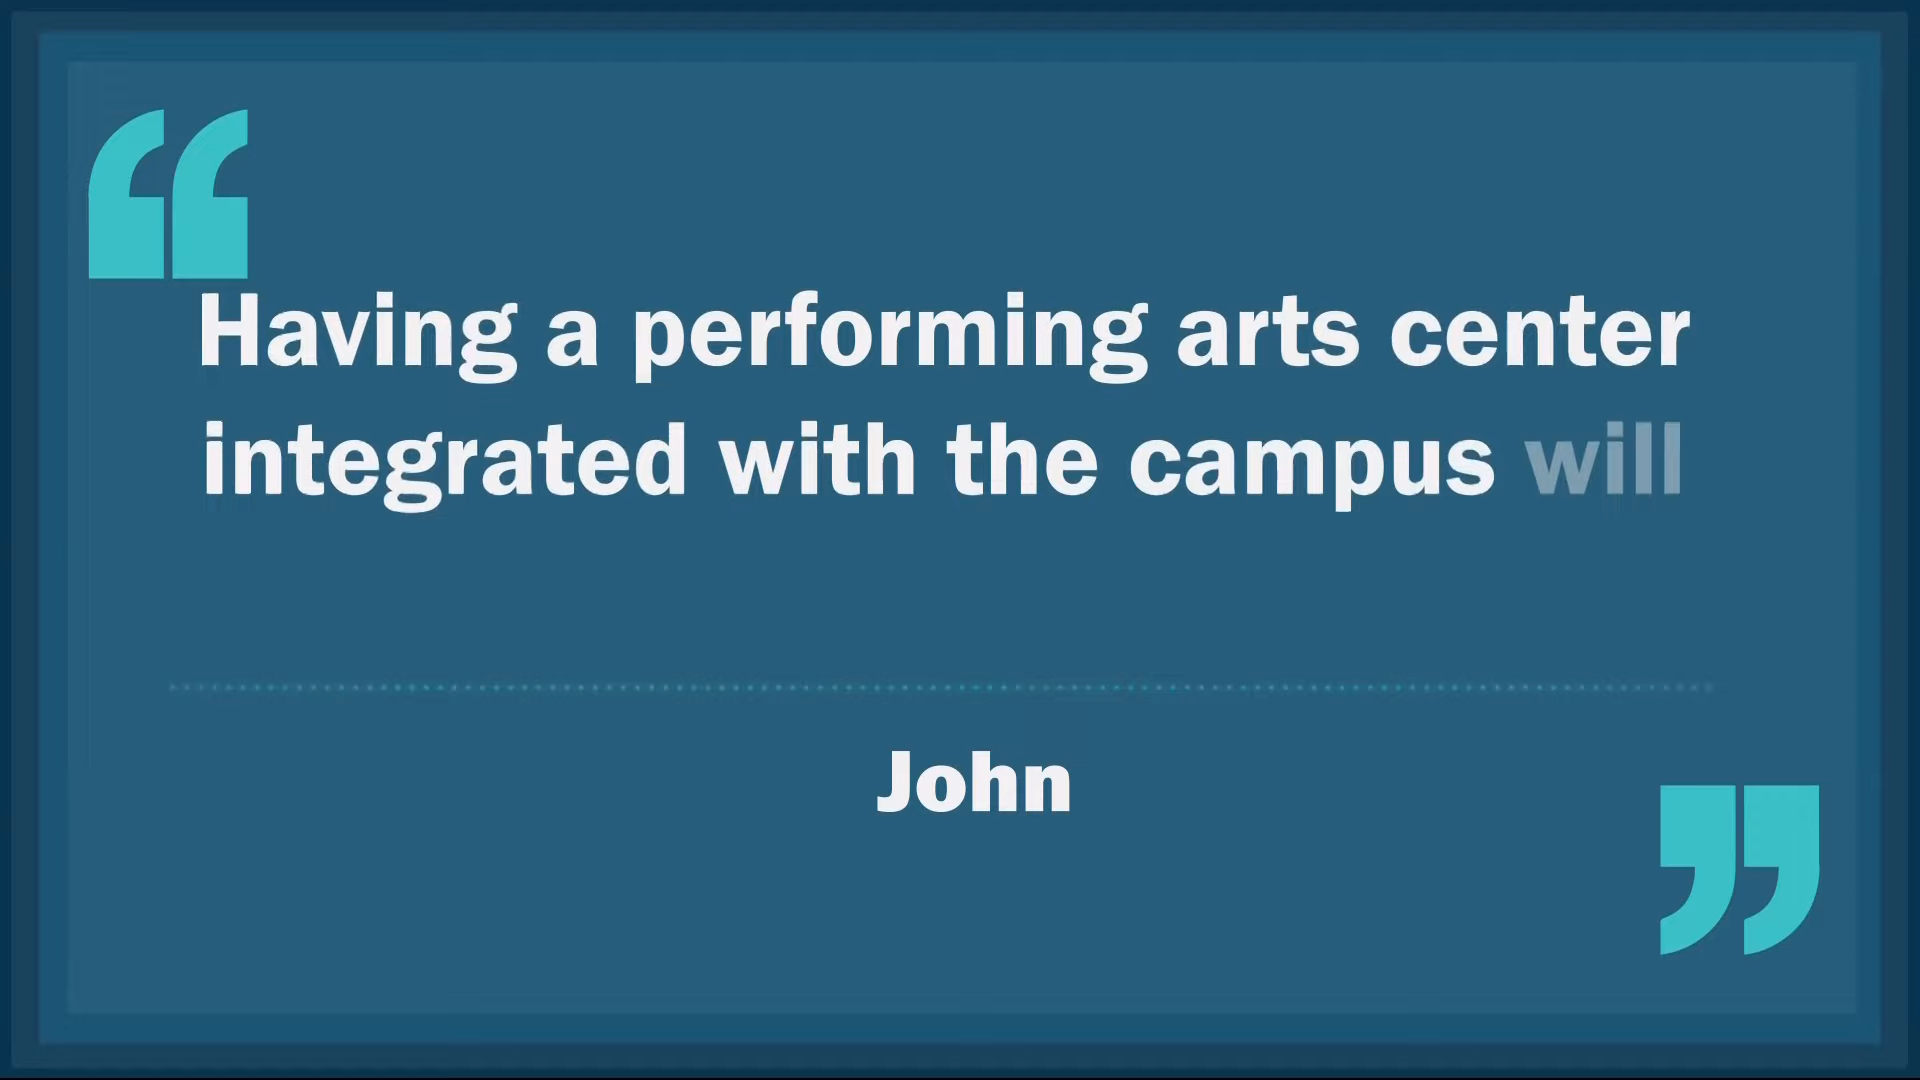 “
Having a performing arts center
integrated with the campus will
John
”